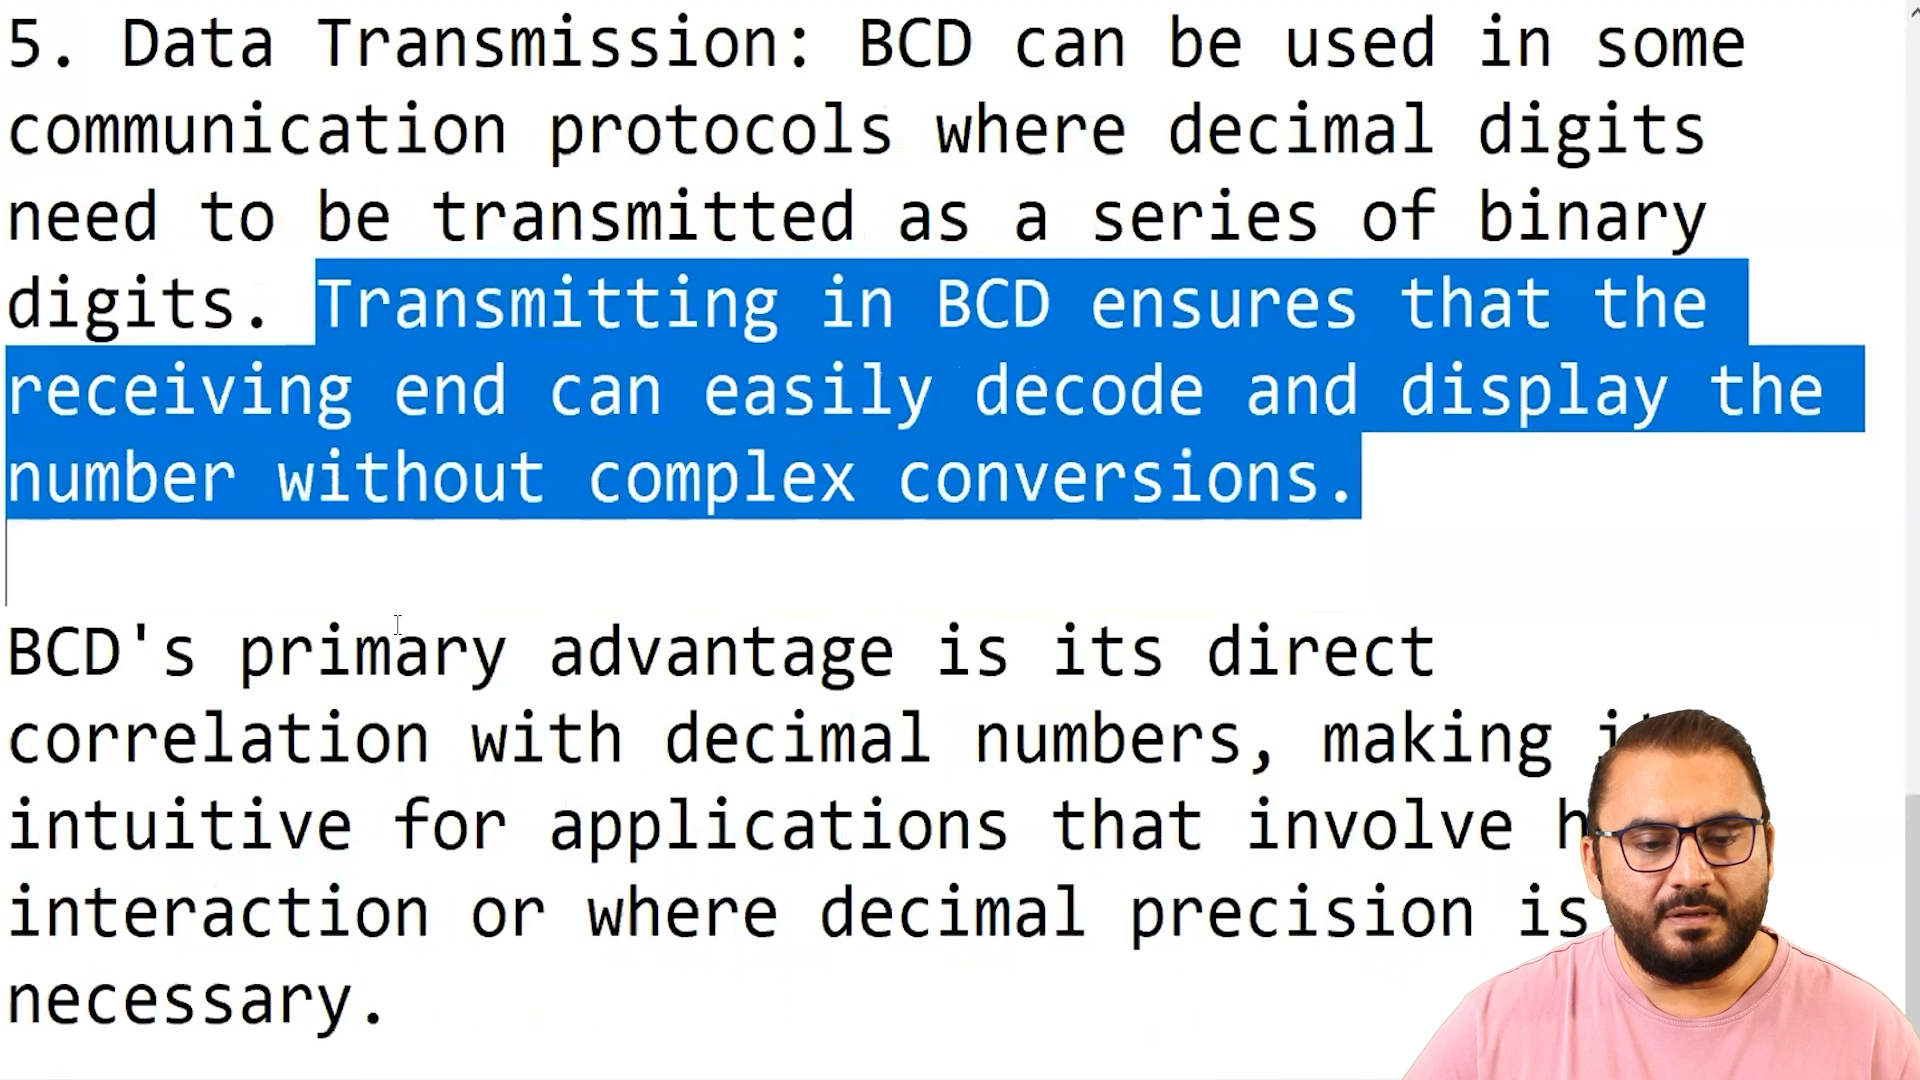 5. Data Transmission: BCD can be used in some
communication protocols where decimal digits
need to be transmitted as a series of binary
digits. Transmitting in BCD ensures that the
receiving end can easily decode and display the
number without complex conversions.
BCD's primary advantage is its direct
correlation with decimal numbers, making
intuitive for applications that involve
interaction or where decimal precision is
necessary.